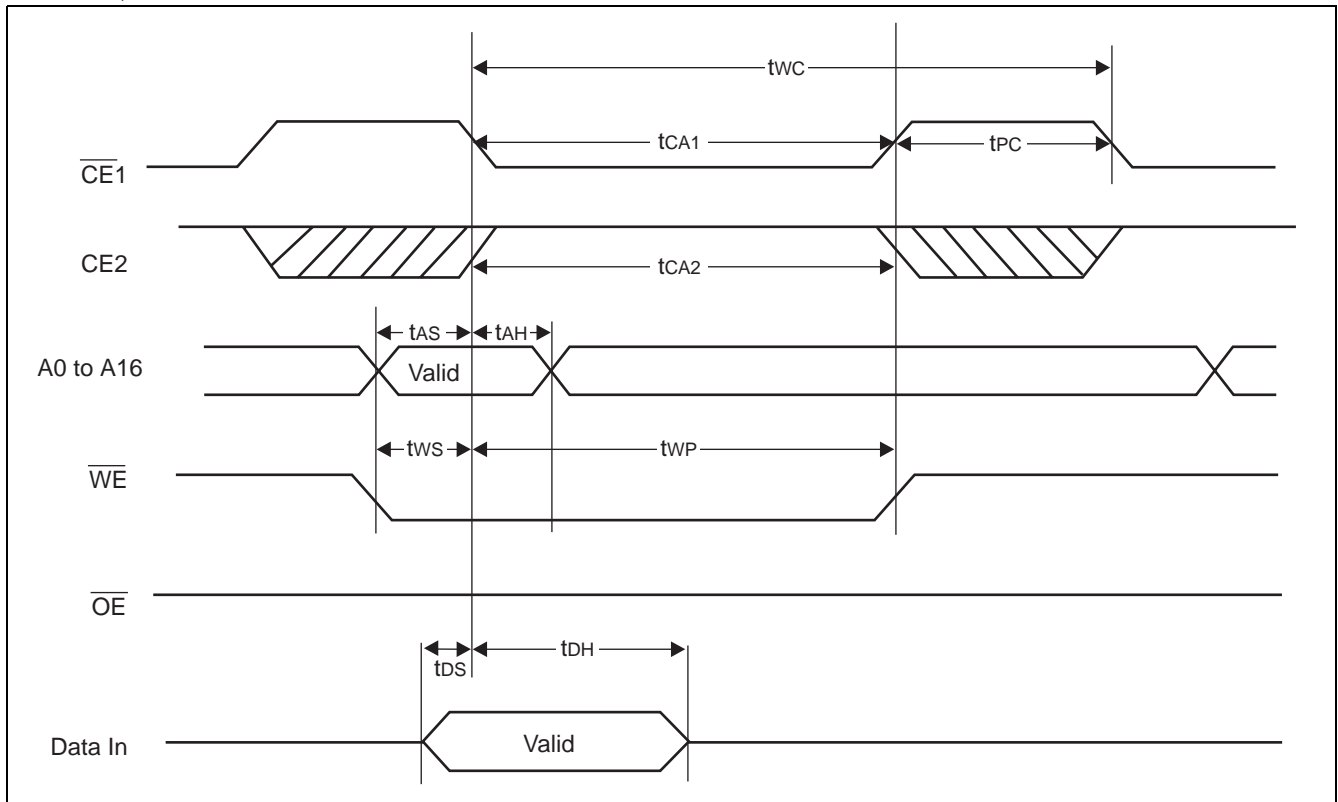 tWC
tCA1
tPC
CE1
CE2
tCA2
tAS
tAH
A0 to A16
Valid
tWS
tWP
WE
OE
tDH
tDS
Data In
Valid